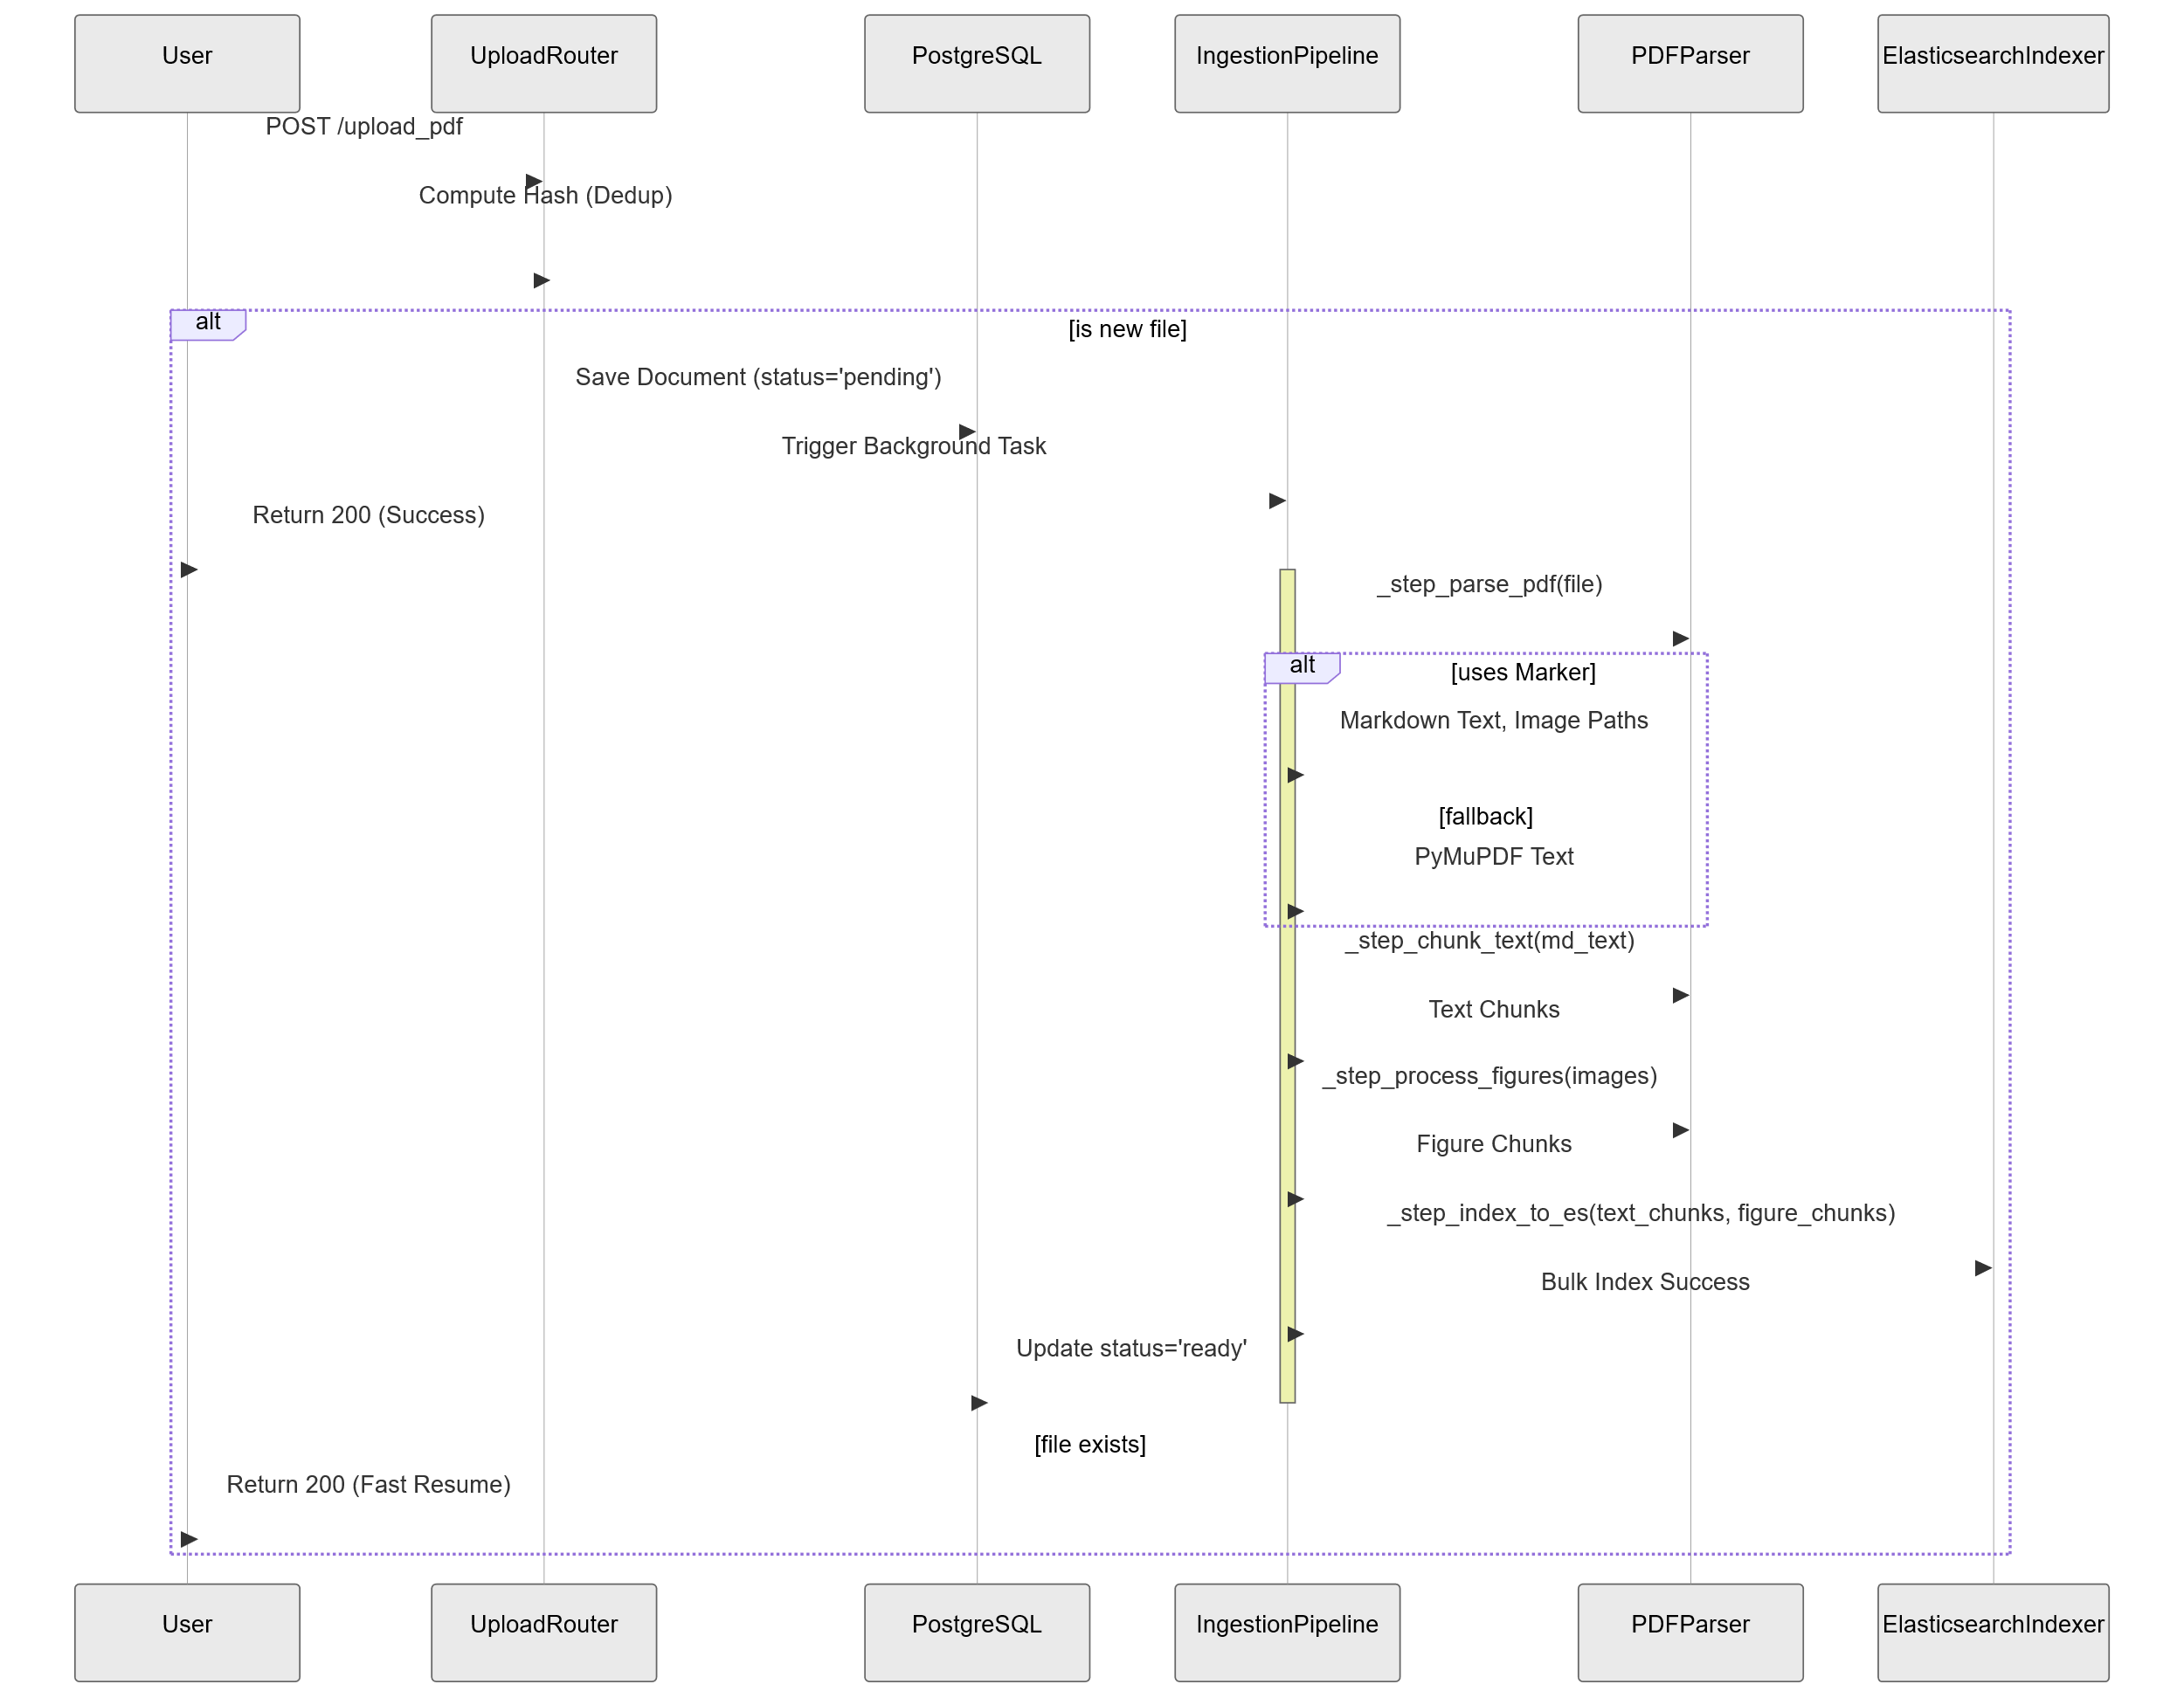 User
UploadRouter
PostgreSQL
IngestionPipeline
PDFParser
ElasticsearchIndexer
POST /upload_pdf
Compute Hash (Dedup)
alt
[is new file]
Save Document (status='pending')
Trigger Background Task
Return 200 (Success)
_step_parse_pdf(file)
alt
[uses Marker]
Markdown Text, Image Paths
[fallback]
PyMuPDF Text
_step_chunk_text(md_text)
Text Chunks
_step_process_figures(images)
Figure Chunks
_step_index_to_es(text_chunks, figure_chunks)
Bulk Index Success
Update status='ready'
[file exists]
Return 200 (Fast Resume)
User
UploadRouter
PostgreSQL
IngestionPipeline
PDFParser
ElasticsearchIndexer